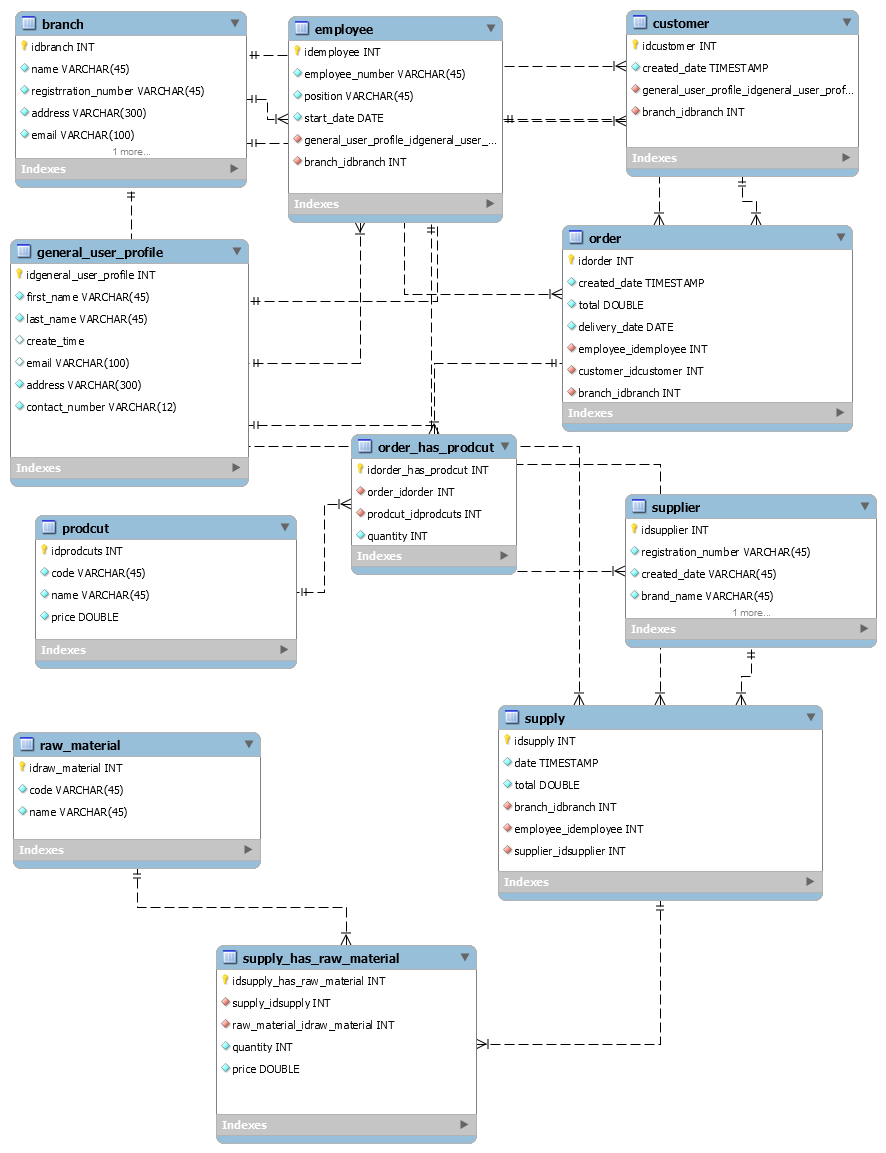 branch
idbranch INT
name VARCHAR(45)
registrration_number VARCHAR(45)
address VARCHAR(300)
email VARCHAR(100)
1 more...
Indexes
employee
idemployee INT
employee_number VARCHAR(45)
position VARCHAR(45)
start_date DATE
general_user_profile_idgeneral_user_...
branch_idbranch INT
Indexes
customer
idcustomer INT
created_date TIMESTAMP
general_user_profile_idgeneral_user_prof...
branch_idbranch INT
Indexes
general_user_profile
idgeneral_user_profile INT
first_name VARCHAR(45)
last_name VARCHAR(45)
create_time
email VARCHAR(100)
address VARCHAR(300)
contact_number VARCHAR(12)
Indexes
order
idorder INT
created_date TIMESTAMP
total DOUBLE
delivery_date DATE
employee_idemployee INT
customer_idcustomer INT
branch_idbranch INT
Indexes
order_has_prodcut
idorder_has_prodcut INT
order_idorder INT
prodcut_idprodcuts INT
quantity INT
Indexes
prodcut
idprodcuts INT
code VARCHAR(45)
name VARCHAR(45)
price DOUBLE
Indexes
supplier
idsupplier INT
registration_number VARCHAR(45)
created_date VARCHAR(45)
brand_name VARCHAR(45)
1 more...
Indexes
supply
idsupply INT
date TIMESTAMP
total DOUBLE
branch_idbranch INT
employee_idemployee INT
supplier_idsupplier INT
Indexes
raw_material
idraw_material INT
code VARCHAR(45)
name VARCHAR(45)
Indexes
supply_has_raw_material
idsupply_has_raw_material INT
supply_idsupply INT
raw_material_idraw_material INT
quantity INT
price DOUBLE
Indexes